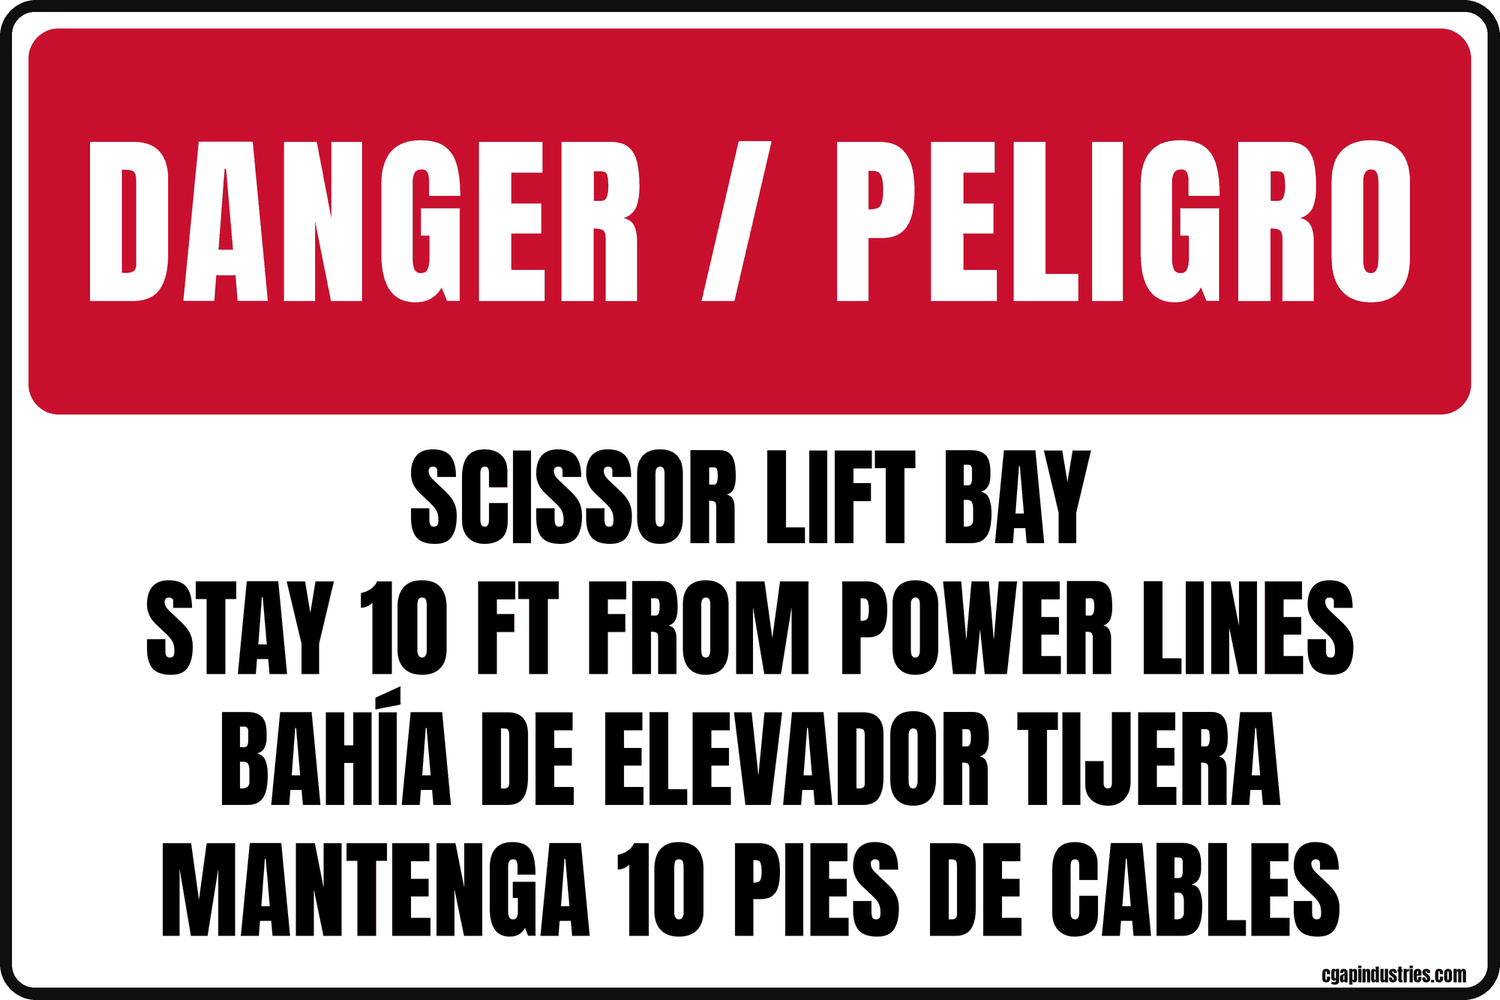 DANGER / PELIGRO
SCISSOR LIFT BAY
STAY 10 FT FROM POWER LINES
BAHÍA DE ELEVADOR TIJERA
MANTENGA 10 PIES DE CABLES
cgapindustries.com